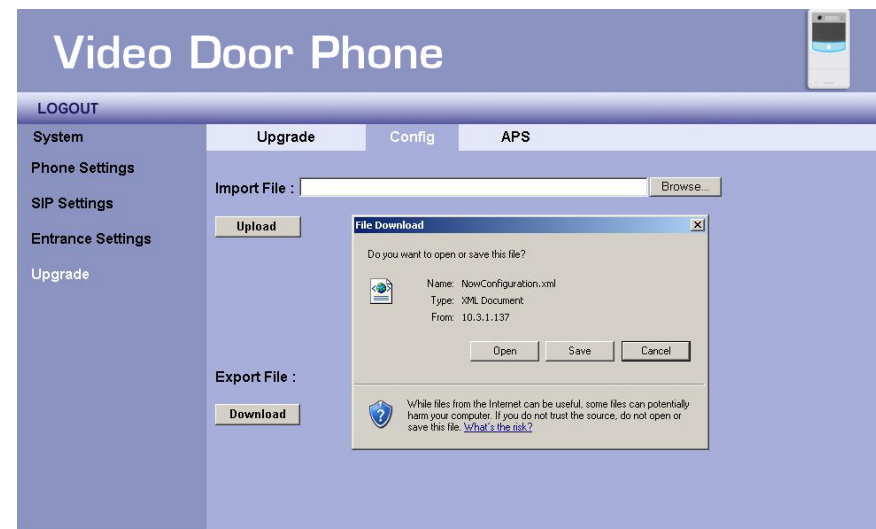 Video Door Phone
LOGOUT
System
Upgrade Config APS
Phone Settings
SIP Settings
Entrance Settings
Upgrade
Import File : Browse...
Upload
File Download
Do you want to open or save this file?
Name: NowConfiguration.xml
Type: XML Document
From: 10.3.1.137
Open Save Cancel
Export File :
Download
While files from the Internet can be useful, some files can potentially
harm your computer. If you do not trust the source, do not open or
save this file. What's the risk?